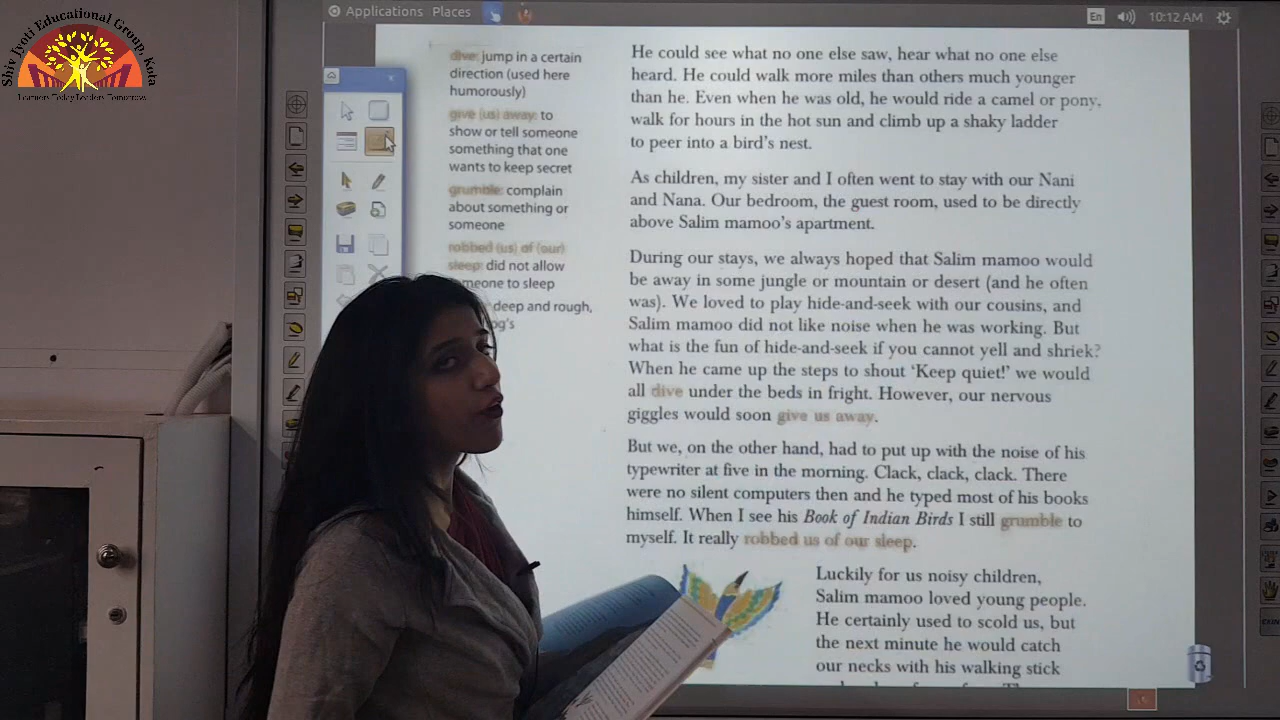 Shiv Jyoti Educational Group, Kota
Learners Today Leaders Tomorrow
Applications Places
En
10:12 AM
dive: jump in a certain
direction (used here
humorously)
give (us) away: to
show or tell someone
something that one
wants to keep secret
grumble: complain
about something or
someone
robbed (us) of (our)
sleep: did not allow
someone to sleep
deep and rough,
He could see what no one else saw, hear what no one else
heard. He could walk more miles than others much younger
than he. Even when he was old, he would ride a camel or pony,
walk for hours in the hot sun and climb up a shaky ladder
to peer into a bird's nest.
As children, my sister and I often went to stay with our Nani
and Nana. Our bedroom, the guest room, used to be directly
above Salim mamoo's apartment.
During our stays, we always hoped that Salim mamoo would
be away in some jungle or mountain or desert (and he often
was). We loved to play hide-and-seek with our cousins, and
Salim mamoo did not like noise when he was working. But
what is the fun of hide-and-seek if you cannot yell and shriek?
When he came up the steps to shout ‘Keep quiet!’ we would
all dive under the beds in fright. However, our nervous
giggles would soon give us away.
But we, on the other hand, had to put up with the noise of his
typewriter at five in the morning. Clack, clack, clack. There
were no silent computers then and he typed most of his books
himself. When I see his Book of Indian Birds I still grumble to
myself. It really robbed us of our sleep.
Luckily for us noisy children,
Salim mamoo loved young people.
He certainly used to scold us, but
the next minute he would catch
our necks with his walking stick